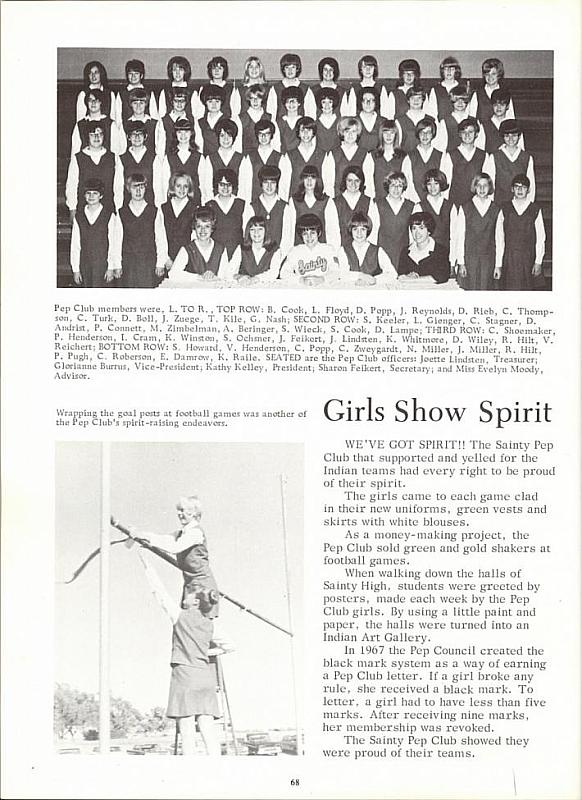 Sainty
Pep Club members were, L. TO R., TOP ROW: B. Cook, L. Floyd, D. Popp, J. Reynolds, D. Rieb, C. Thomp-
son, C. Turk, D. Boll, J. Zuege, T. Kile, G. Nash; SECOND ROW: S. Keeler, L. Gienger, C. Stagner, D.
Andrist, P. Connett, M. Zimbelman, A. Beringer, S. Wieck, S. Cook, D. Lampe; THIRD ROW: C. Shoemaker,
P. Henderson, I. Cram, K. Winston, S. Ochsner, J. Feikert, J. Lindsten, K. Whitmore, D. Wiley, R. Hilt, V.
Reichert; BOTTOM ROW: S. Howard, V. Henderson, C. Popp, C. Zweygardt, N. Miller, J. Miller, R. Hilt,
P. Pugh, C. Roberson, E. Damrow, K. Raile. SEATED are the Pep Club officers: Joette Lindsten, Treasurer;
Glorianne Burrus, Vice-President; Kathy Kelley, President; Sharon Feikert, Secretary; and Miss Evelyn Moody,
Advisor.
Wrapping the goal posts at football games was another of
the Pep Club's spirit-raising endeavors.
Girls Show Spirit
WE'VE GOT SPIRIT!! The Sainty Pep
Club that supported and yelled for the
Indian teams had every right to be proud
of their spirit.
The girls came to each game clad
in their new uniforms, green vests and
skirts with white blouses.
As a money-making project, the
Pep Club sold green and gold shakers at
football games.
When walking down the halls of
Sainty High, students were greeted by
posters, made each week by the Pep
Club girls. By using a little paint and
paper, the halls were turned into an
Indian Art Gallery.
In 1967 the Pep Council created the
black mark system as a way of earning
a Pep Club letter. If a girl broke any
rule, she received a black mark. To
letter, a girl had to have less than five
marks. After receiving nine marks,
her membership was revoked.
The Sainty Pep Club showed they
were proud of their teams.
68